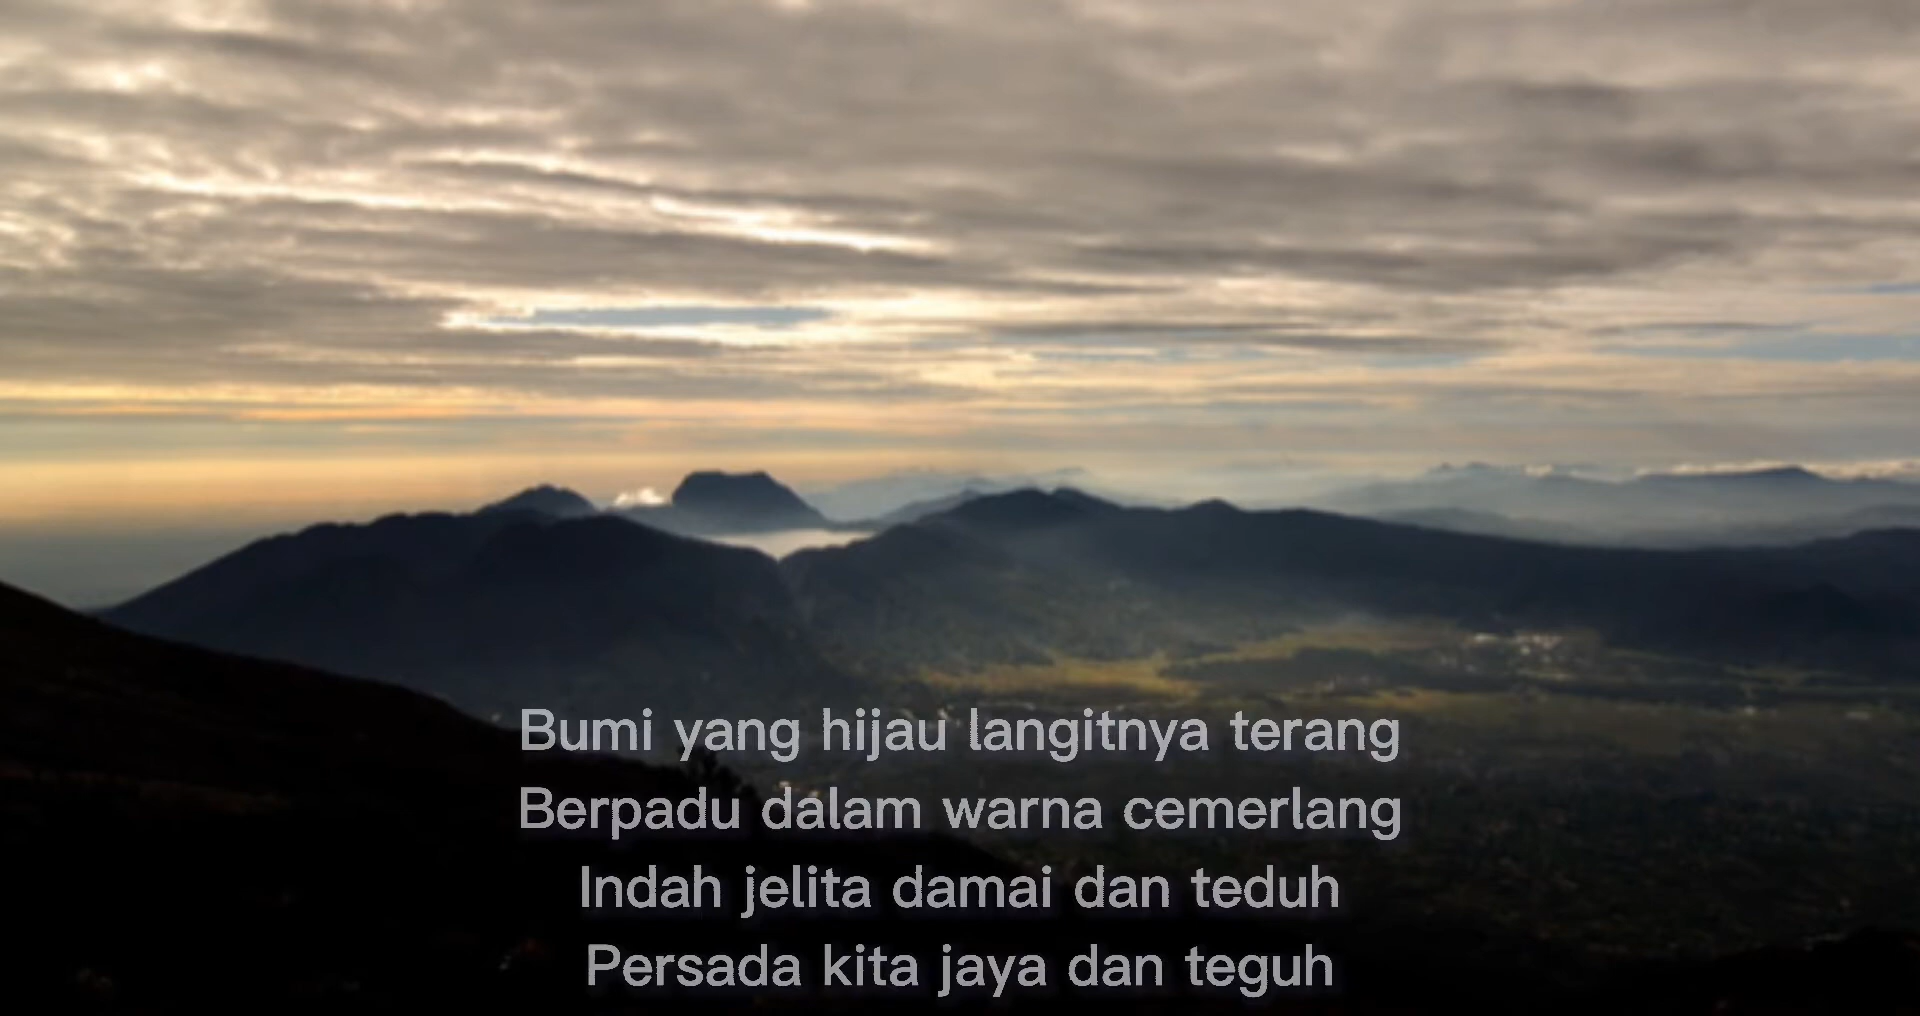 Bumi yang hijau langitnya terang
Berpadu dalam warna cemerlang
Indah jelita damai dan teduh
Persada kita jaya dan teguh